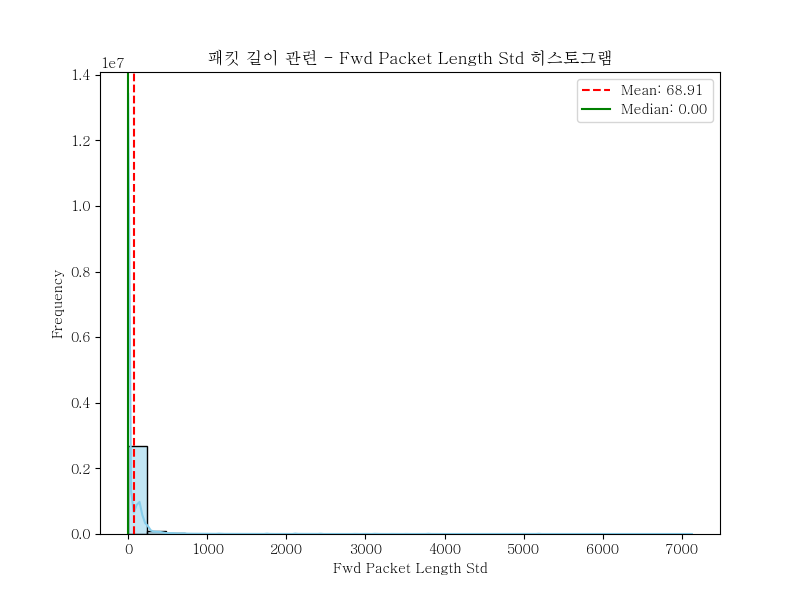 패킷 길이 관련 - Fwd Packet Length Std 히스토그램
1e7
Mean: 68.91
Median: 0.00
1.4
1.2
1.0
0.8
0.6
0.4
0.2
0.0
Frequency
0 1000 2000 3000 4000 5000 6000 7000
Fwd Packet Length Std